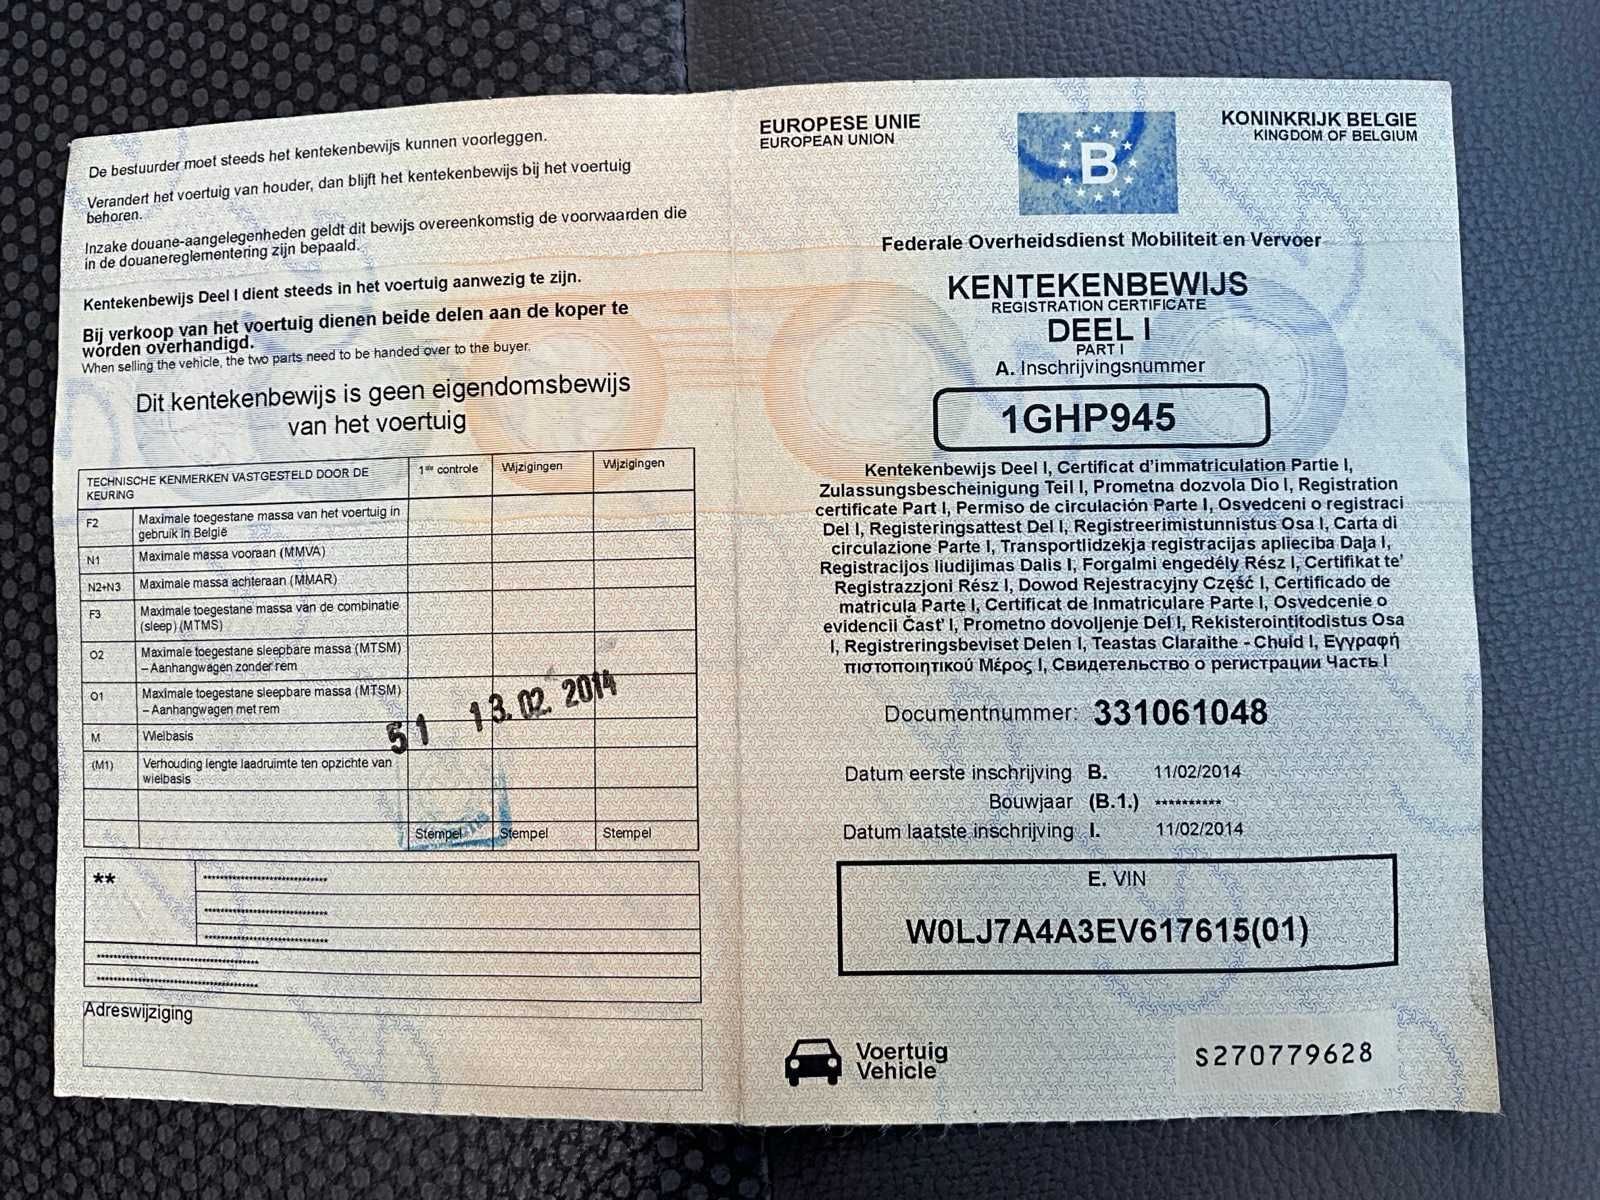 De bestuurder moet steeds het kentekenbewijs kunnen voorleggen.
Verandert het voertuig van houder, dan blijft het kentekenbewijs bij het voertuig
behoren.
Inzake douane-aangelegenheden geldt dit bewijs overeenkomstig de voorwaarden die
in de douanereglementering zijn bepaald.
Kentekenbewijs Deel I dient steeds in het voertuig aanwezig te zijn.
Bij verkoop van het voertuig dienen beide delen aan de koper te
worden overhandigd.
When selling the vehicle, the two parts need to be handed over to the buyer.
Dit kentekenbewijs is geen eigendomsbewijs
van het voertuig
TECHNISCHE KENMERKEN VASTGESTELD DOOR DE
KEURING
1ste controle
Wijzigingen
Wijzigingen
F2 Maximale toegestane massa van het voertuig in
gebruik in België
N1 Maximale massa vooraan (MMVA)
N2+N3 Maximale massa achteraan (MMAR)
F3 Maximale toegestane massa van de combinatie
(sleep) (MTMS)
O2 Maximale toegestane sleepbare massa (MTSM)
– Aanhangwagen zonder rem
O1 Maximale toegestane sleepbare massa (MTSM)
– Aanhangwagen met rem
51 13.02.2014
M Wielbasis
(M1) Verhouding lengte laadruimte ten opzichte van
wielbasis
Stempel Stempel Stempel
** ****************************
****************************
****************************
************************************
************************************
Adreswijziging
EUROPESE UNIE
EUROPEAN UNION
B
KONINKRIJK BELGIE
KINGDOM OF BELGIUM
Federale Overheidsdienst Mobiliteit en Vervoer
KENTEKENBEWIJS
REGISTRATION CERTIFICATE
DEEL I
PART I
A. Inschrijvingsnummer
1GHP945
Kentekenbewijs Deel I, Certificat d'immatriculation Partie I,
Zulassungsbescheinigung Teil I, Prometna dozvola Dio I, Registration
certificate Part I, Permiso de circulación Parte I, Osvedceni o registraci
Del I, Registeringsattest Del I, Registreerimistunnistus Osa I, Carta di
circulazione Parte I, Transportlidzekja registracijas aplieciba Daļa I,
Registracijos liudijimas Dalis I, Forgalmi engedély Rész I, Certifikat te'
Registrazzjoni Rész I, Dowod Rejestracyjny Część I, Certificado de
matricula Parte I, Certificat de Inmatriculare Parte I, Osvedcenie o
evidencii Časť I, Prometno dovoljenje Del I, Rekisterointitodistus Osa
I, Registreringsbeviset Delen I, Teastas Claraithe - Chuid I, Εγγραφή
πιστοποιητικού Μέρος I, Свидетельство о регистрации Часть I
Documentnummer: 331061048
Datum eerste inschrijving B. 11/02/2014
Bouwjaar (B.1.) **********
Datum laatste inschrijving I. 11/02/2014
E. VIN
W0LJ7A4A3EV617615(01)
Voertuig
Vehicle
S270779628